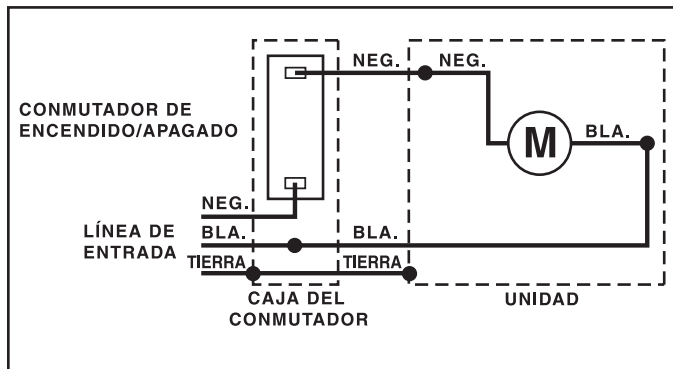 NEG. NEG.
CONMUTADOR DE
ENCENDIDO/APAGADO
M
BLA.
NEG.
LÍNEA DE
ENTRADA
BLA. BLA.
TIERRA TIERRA
CAJA DEL
CONMUTADOR
UNIDAD